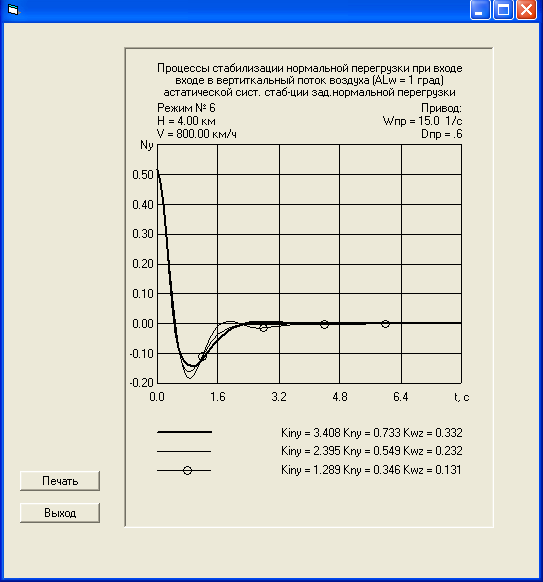 Процессы стабилизации нормальной перегрузки при входе
входе в вертиткальный поток воздуха (ALw = 1 град)
астатической сист. стаб-ции зад.нормальной перегрузки
Режим № 6 Привод:
H = 4.00 км Wпр = 15.0 1/с
V = 800.00 км/ч Dпр = .6
Ny
0.50
0.40
0.30
0.20
0.10
0.00
-0.10
-0.20
0.0 1.6 3.2 4.8 6.4 t, с
Kiny = 3.408 Kny = 0.733 Kwz = 0.332
Kiny = 2.395 Kny = 0.549 Kwz = 0.232
Kiny = 1.289 Kny = 0.346 Kwz = 0.131
Печать
Выход